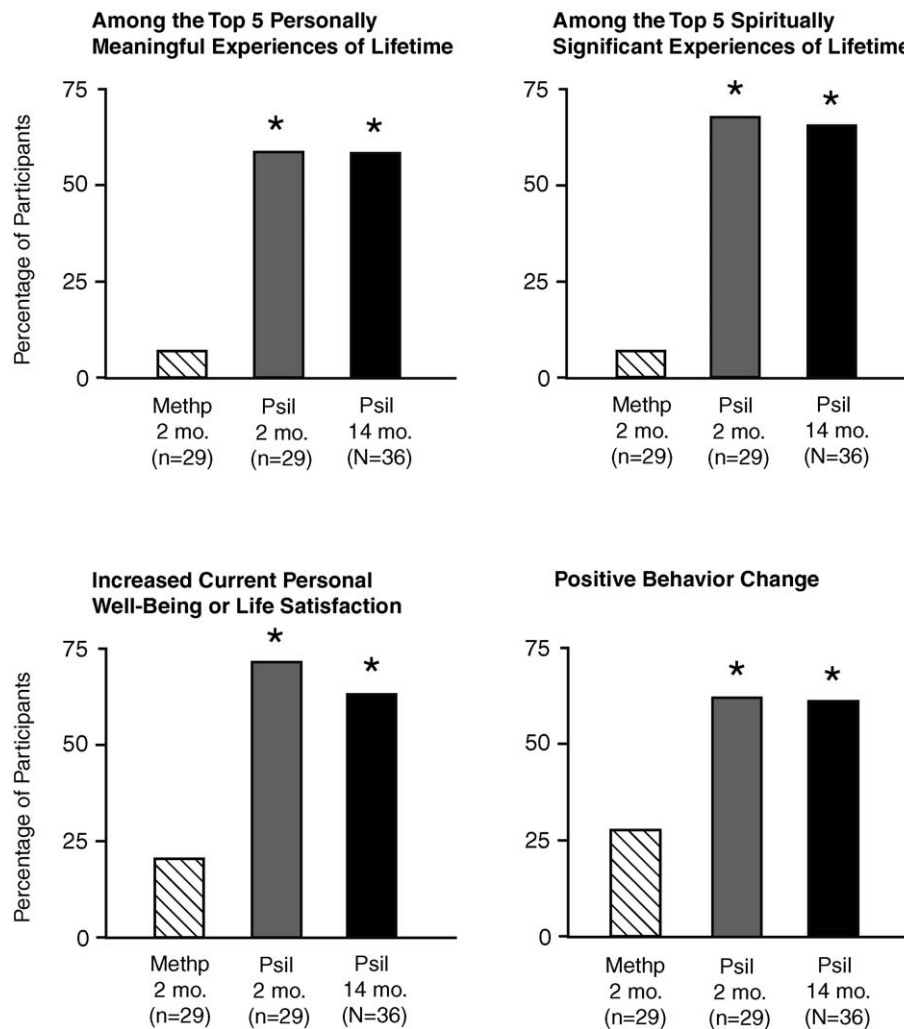 Among the Top 5 Personally
Meaningful Experiences of Lifetime
Percentage of Participants
75
50
25
0
*
*
Methp
2 mo.
(n=29)
Psil
2 mo.
(n=29)
Psil
14 mo.
(N=36)
Among the Top 5 Spiritually
Significant Experiences of Lifetime
75
50
25
0
*
*
Methp
2 mo.
(n=29)
Psil
2 mo.
(n=29)
Psil
14 mo.
(N=36)
Increased Current Personal
Well-Being or Life Satisfaction
Percentage of Participants
75
50
25
0
*
*
Methp
2 mo.
(n=29)
Psil
2 mo.
(n=29)
Psil
14 mo.
(N=36)
Positive Behavior Change
75
50
25
0
*
*
Methp
2 mo.
(n=29)
Psil
2 mo.
(n=29)
Psil
14 mo.
(N=36)